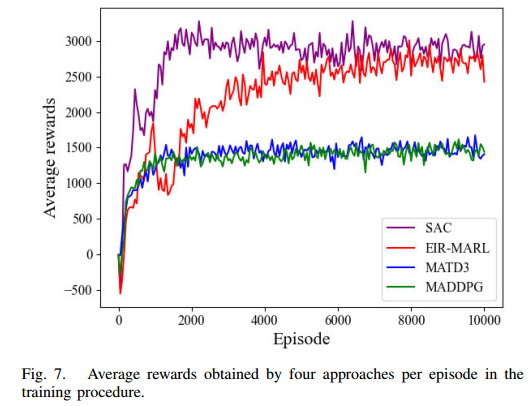 3000
2500
2000
1500
1000
500
0
−500
Average rewards
0 2000 4000 6000 8000 10000
Episode
SAC
EIR-MARL
MATD3
MADDPG
Fig. 7. Average rewards obtained by four approaches per episode in the
training procedure.